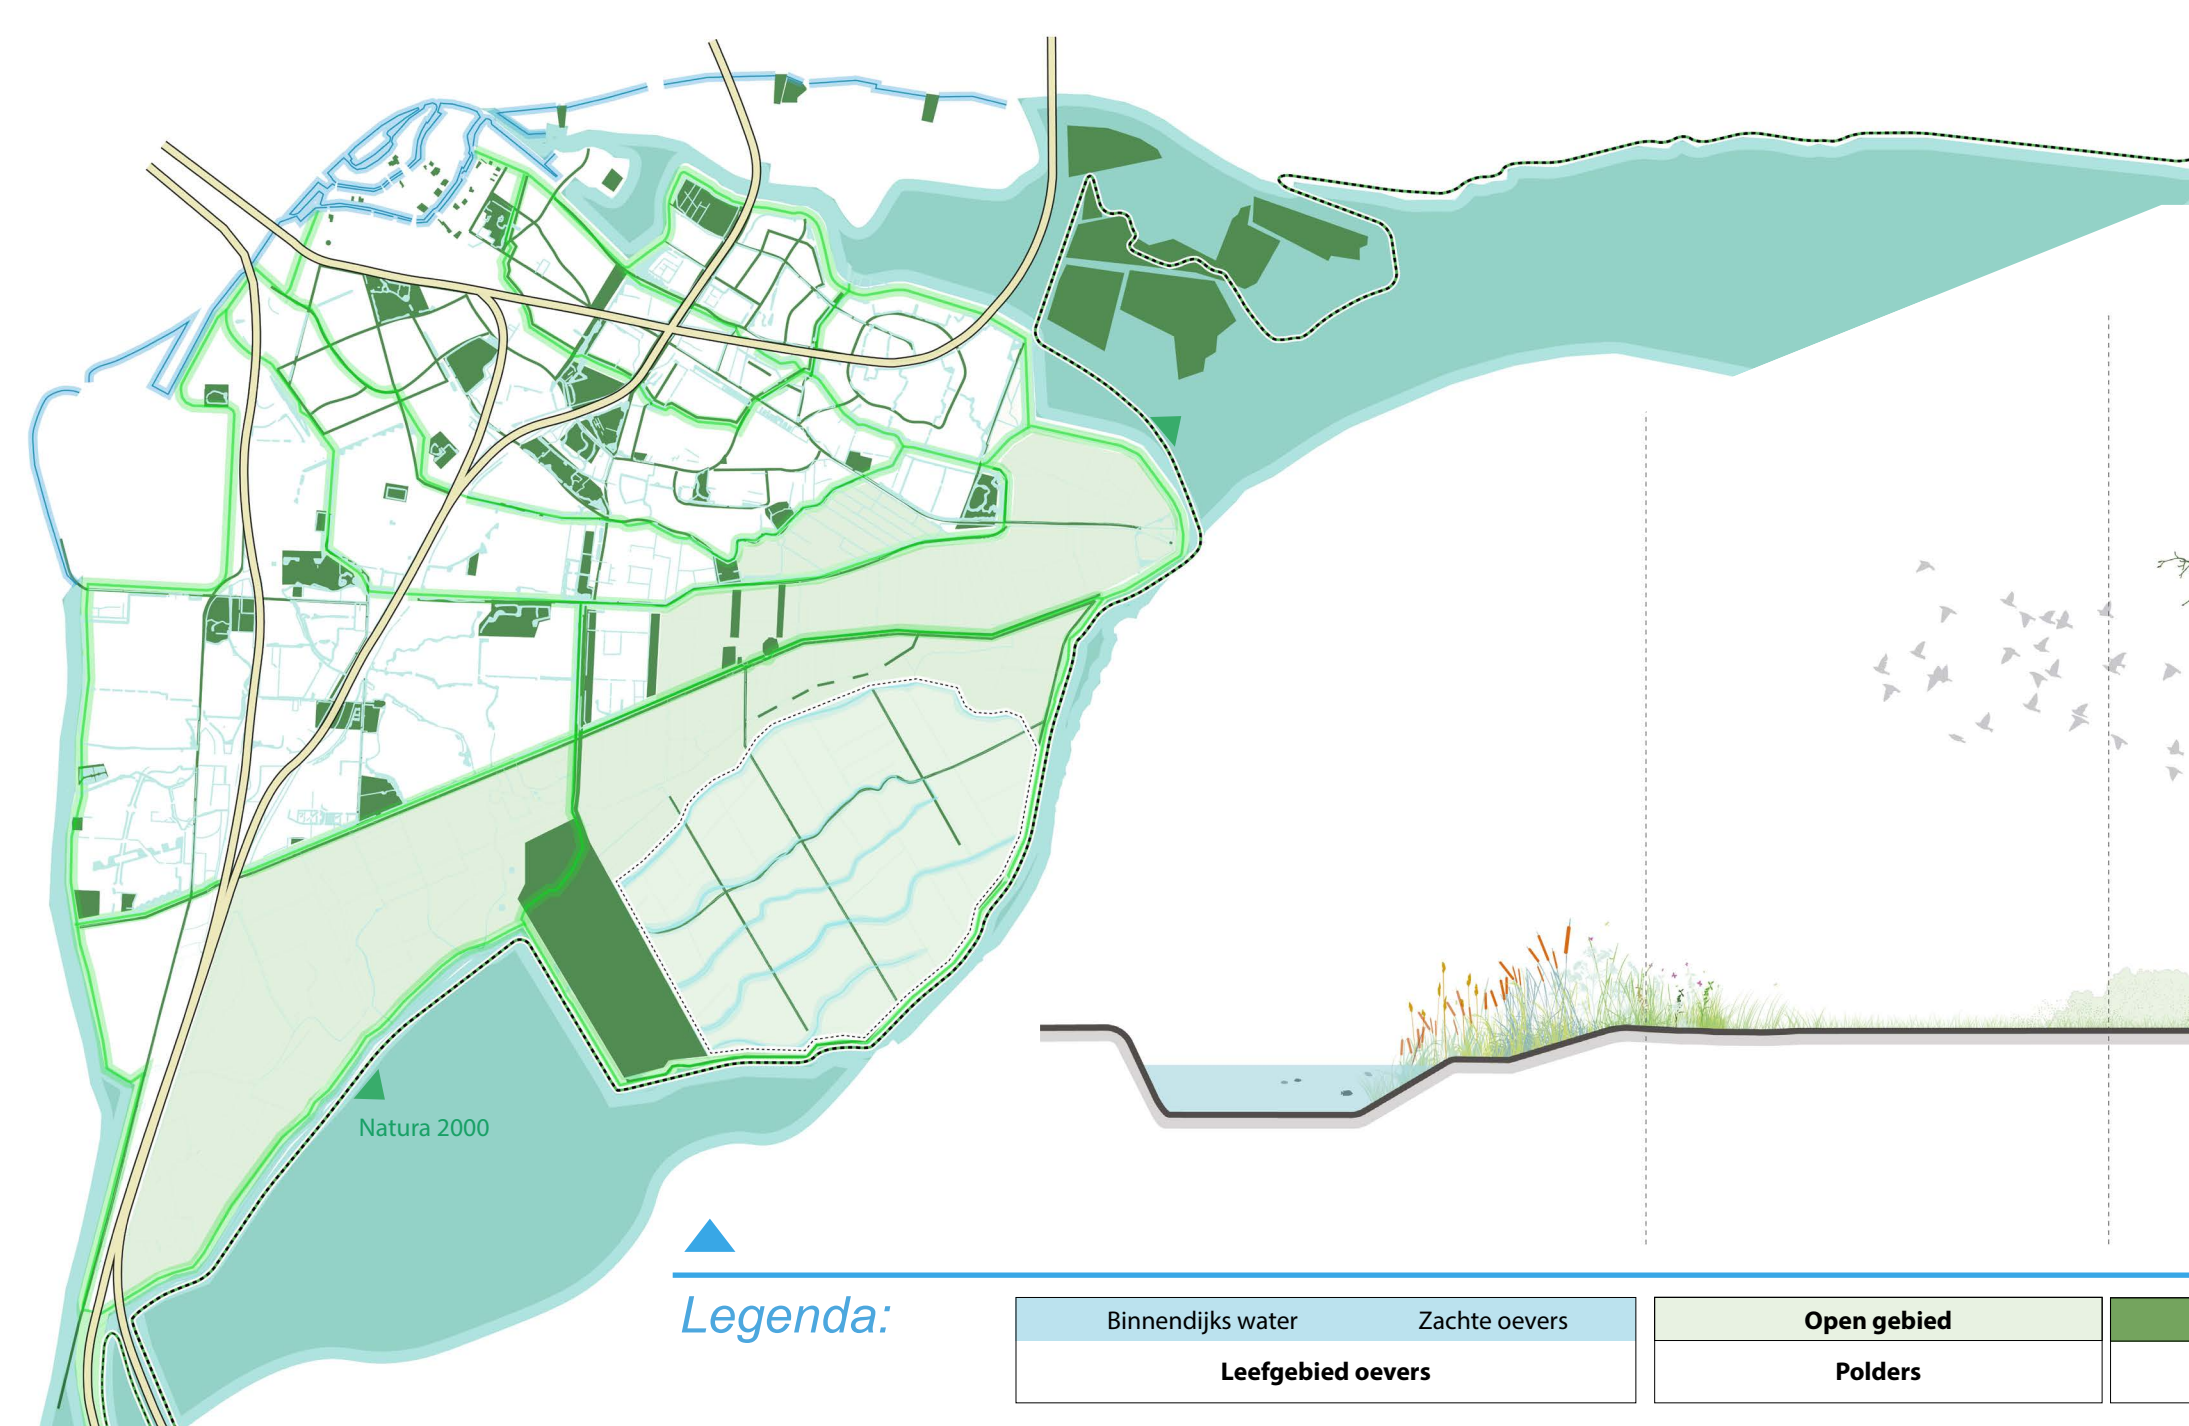 Natura 2000
Legenda:
Binnendijks water Zachte oevers
Leefgebied oevers
Open gebied
Polders